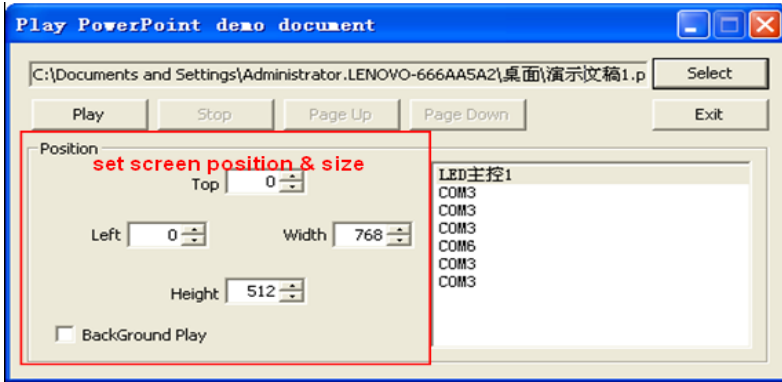 Play PowerPoint demo document
C:\Documents and Settings\Administrator.LENOVO-666AA5A2\桌面\演示文稿1.p
Select
Play
Stop
Page Up
Page Down
Exit
Position
set screen position & size
Top 0
Left 0
Width 768
Height 512
BackGround Play
LED主控1
COM3
COM3
COM3
COM6
COM3
COM3